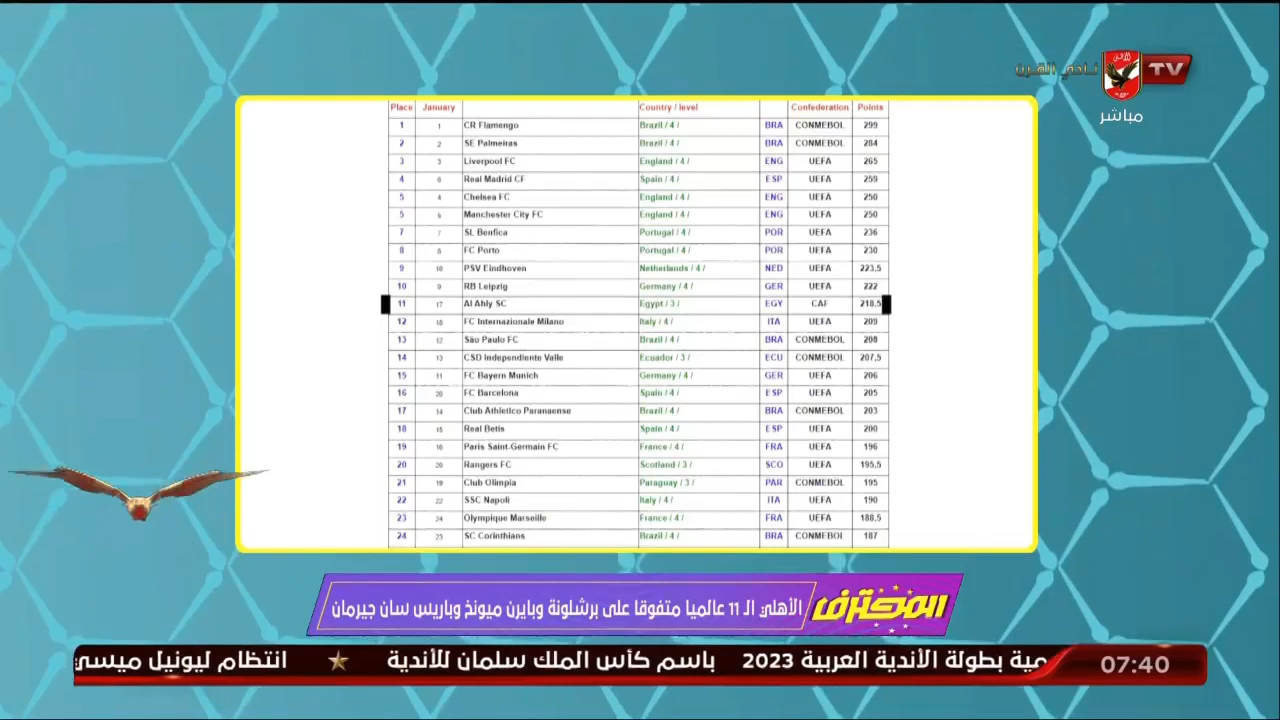 نادي القرن TV
مباشر
Place January Country / level Confederation Points
1 1 CR Flamengo Brazil / 4 / BRA CONMEBOL 299
2 2 SE Palmeiras Brazil / 4 / BRA CONMEBOL 284
3 3 Liverpool FC England / 4 / ENG UEFA 265
4 6 Real Madrid CF Spain / 4 / ESP UEFA 259
5 4 Chelsea FC England / 4 / ENG UEFA 250
5 Manchester City FC England / 4 / ENG UEFA 250
7 7 SL Benfica Portugal / 4 / POR UEFA 236
8 8 FC Porto Portugal / 4 / POR UEFA 230
9 10 PSV Eindhoven Netherlands / 4 / NED UEFA 223,5
10 9 RB Leipzig Germany / 4 / GER UEFA 222
11 17 Al Ahly SC Egypt / 3 / EGY CAF 218,5
12 18 FC Internazionale Milano Italy / 4 / ITA UEFA 209
13 12 São Paulo FC Brazil / 4 / BRA CONMEBOL 208
14 13 CSD Independiente Valle Ecuador / 3 / ECU CONMEBOL 207,5
15 11 FC Bayern Munich Germany / 4 / GER UEFA 206
16 20 FC Barcelona Spain / 4 / ESP UEFA 205
17 14 Club Athletico Paranaense Brazil / 4 / BRA CONMEBOL 203
18 15 Real Betis Spain / 4 / ESP UEFA 200
19 16 Paris Saint-Germain FC France / 4 / FRA UEFA 196
20 20 Rangers FC Scotland / 3 / SCO UEFA 195,5
21 19 Club Olimpia Paraguay / 3 / PAR CONMEBOL 195
22 22 SSC Napoli Italy / 4 / ITA UEFA 190
23 24 Olympique Marseille France / 4 / FRA UEFA 188,5
24 23 SC Corinthians Brazil / 4 / BRA CONMEBOL 187
المحترف الأهلي الـ 11 عالميا متفوقا على برشلونة وبايرن ميونخ وباريس سان جيرمان
07:40 مية بطولة الأندية العربية 2023 باسم كأس الملك سلمان للأندية انتظام ليونيل ميسي